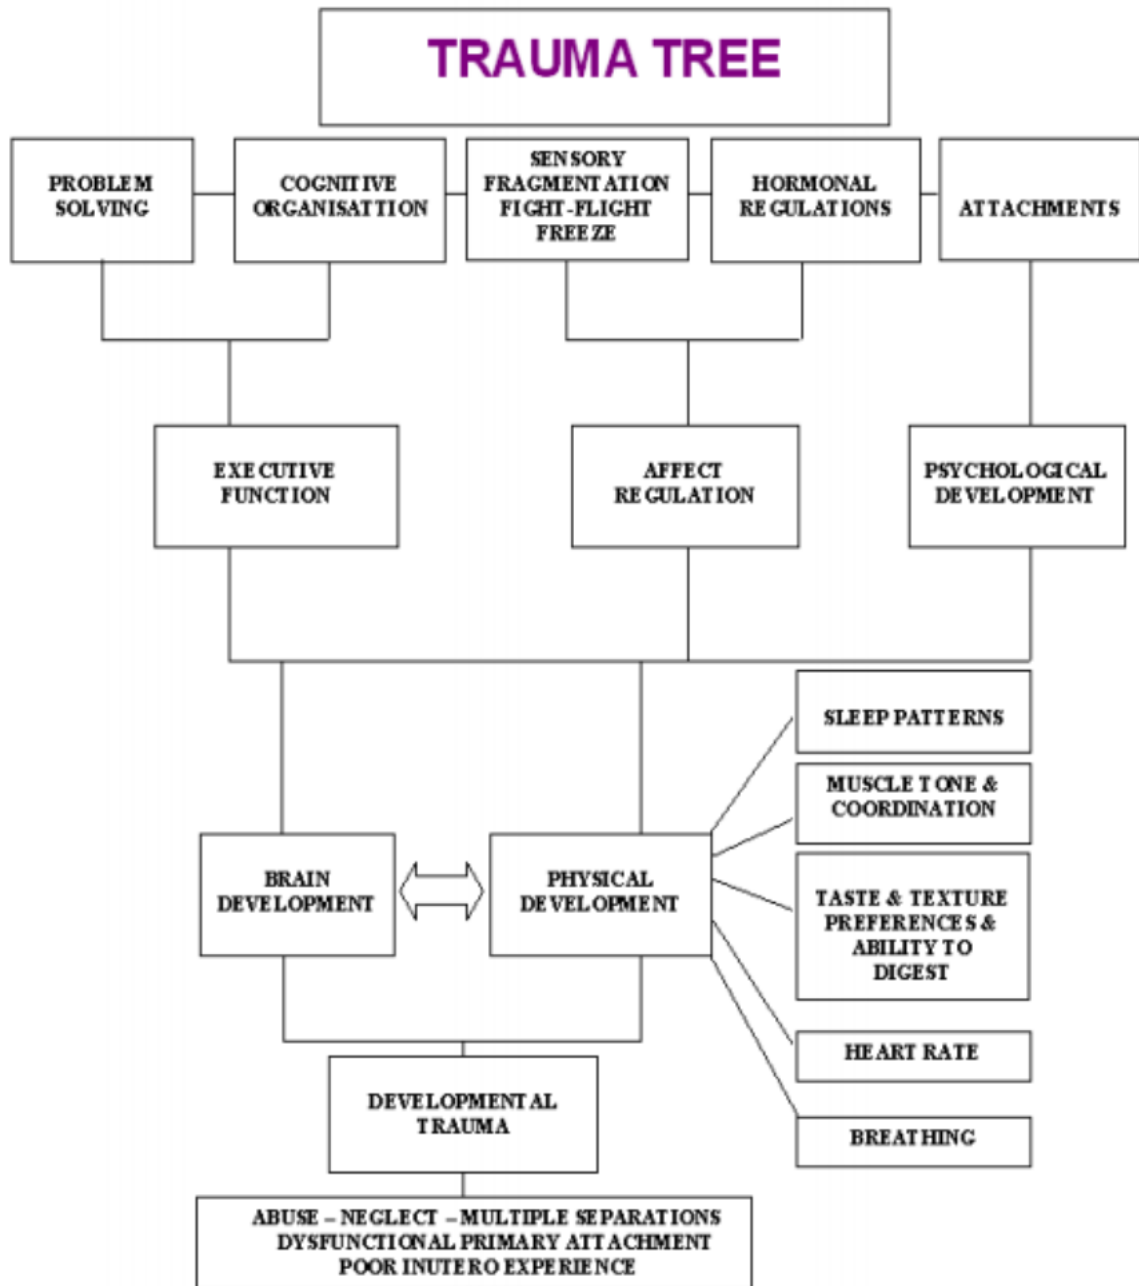 TRAUMA TREE
PROBLEM
SOLVING
COGNITIVE
ORGANISATTION
SENSORY
FRAGMENTATION
FIGHT-FLIGHT
FREEZE
HORMONAL
REGULATIONS
ATTACHMENTS
EXECUTIVE
FUNCTION
AFFECT
REGULATION
PSYCHOLOGICAL
DEVELOPMENT
SLEEP PATTERNS
MUSCLE TONE &
COORDINATION
BRAIN
DEVELOPMENT
PHYSICAL
DEVELOPMENT
TASTE & TEXTURE
PREFERENCES &
ABILITY TO
DIGEST
HEART RATE
BREATHING
DEVELOPMENTAL
TRAUMA
ABUSE – NEGLECT – MULTIPLE SEPARATIONS
DYSFUNCTIONAL PRIMARY ATTACHMENT
POOR INUTERO EXPERIENCE